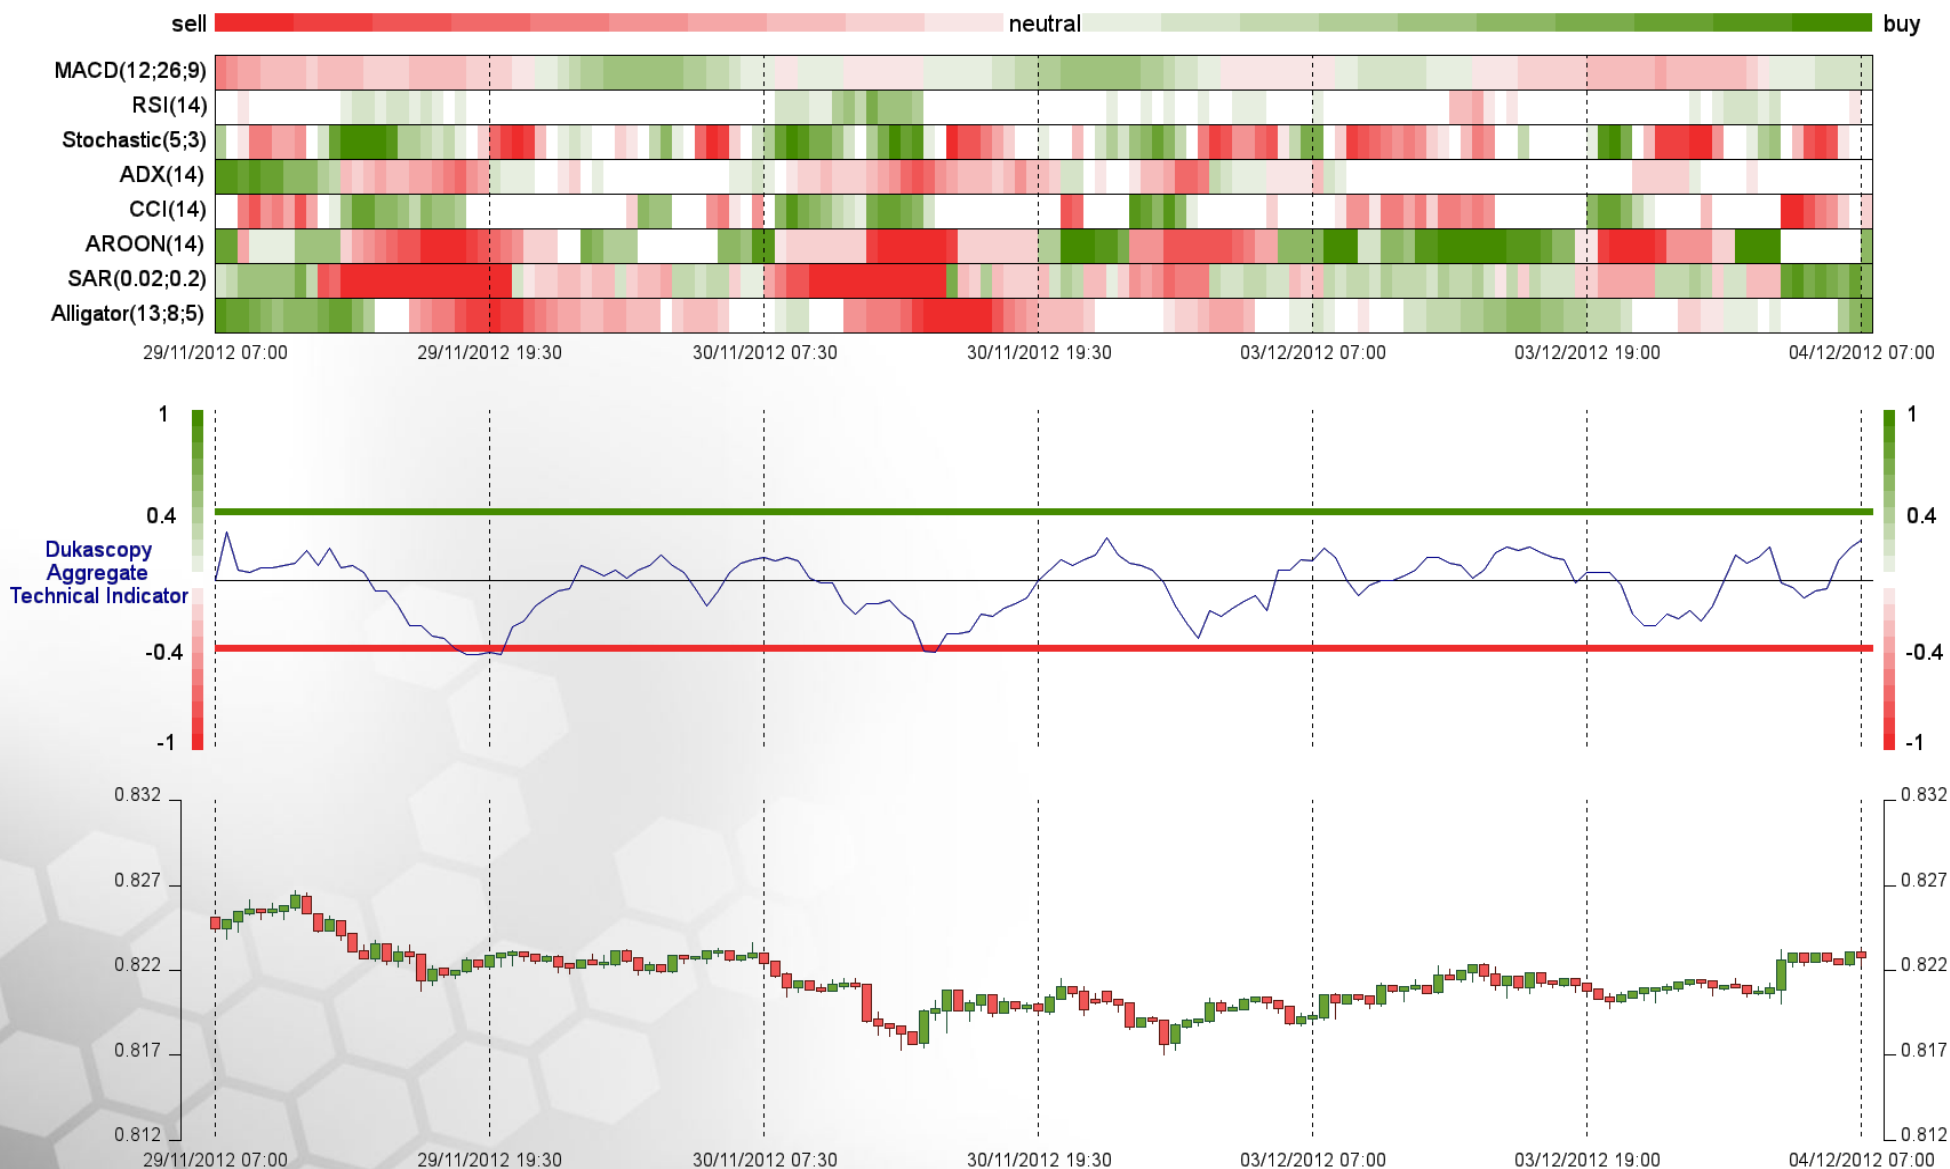 sell neutral buy
MACD(12;26;9)
RSI(14)
Stochastic(5;3)
ADX(14)
CCI(14)
AROON(14)
SAR(0.02;0.2)
Alligator(13;8;5)
29/11/2012 07:00 29/11/2012 19:30 30/11/2012 07:30 30/11/2012 19:30 03/12/2012 07:00 03/12/2012 19:00 04/12/2012 07:00
1 1
0.4 0.4
Dukascopy
Aggregate
Technical Indicator
-0.4 -0.4
-1 -1
0.832 0.832
0.827 0.827
0.822 0.822
0.817 0.817
0.812 0.812
29/11/2012 07:00 29/11/2012 19:30 30/11/2012 07:30 30/11/2012 19:30 03/12/2012 07:00 03/12/2012 19:00 04/12/2012 07:00